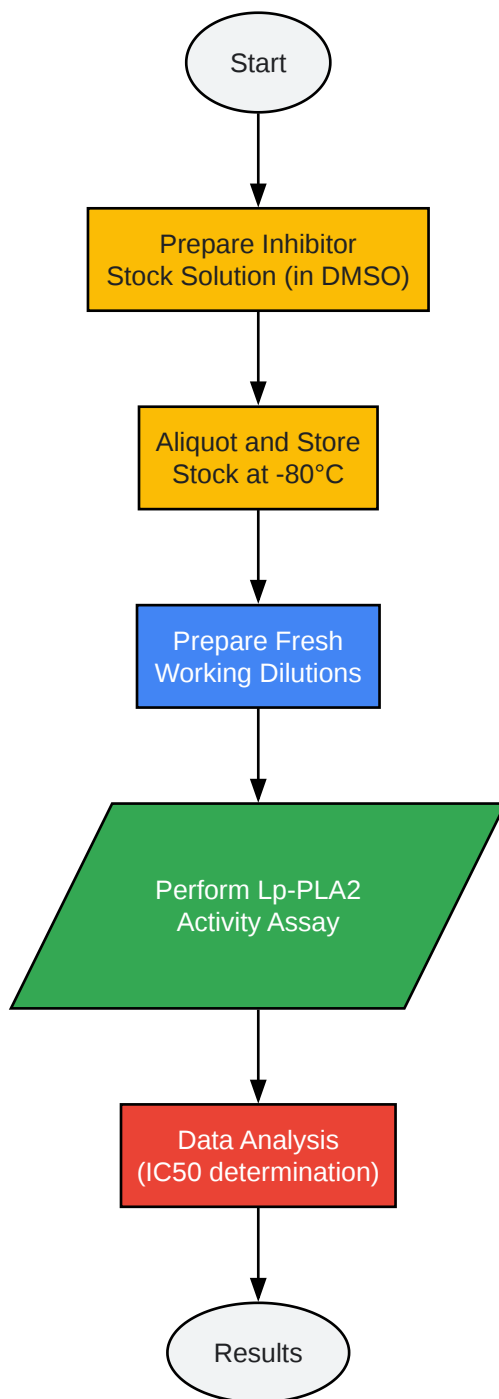 Start
Prepare Inhibitor
Stock Solution (in DMSO)
Aliquot and Store
Stock at -80°C
Prepare Fresh
Working Dilutions
Perform Lp-PLA2
Activity Assay
Data Analysis
(IC50 determination)
Results